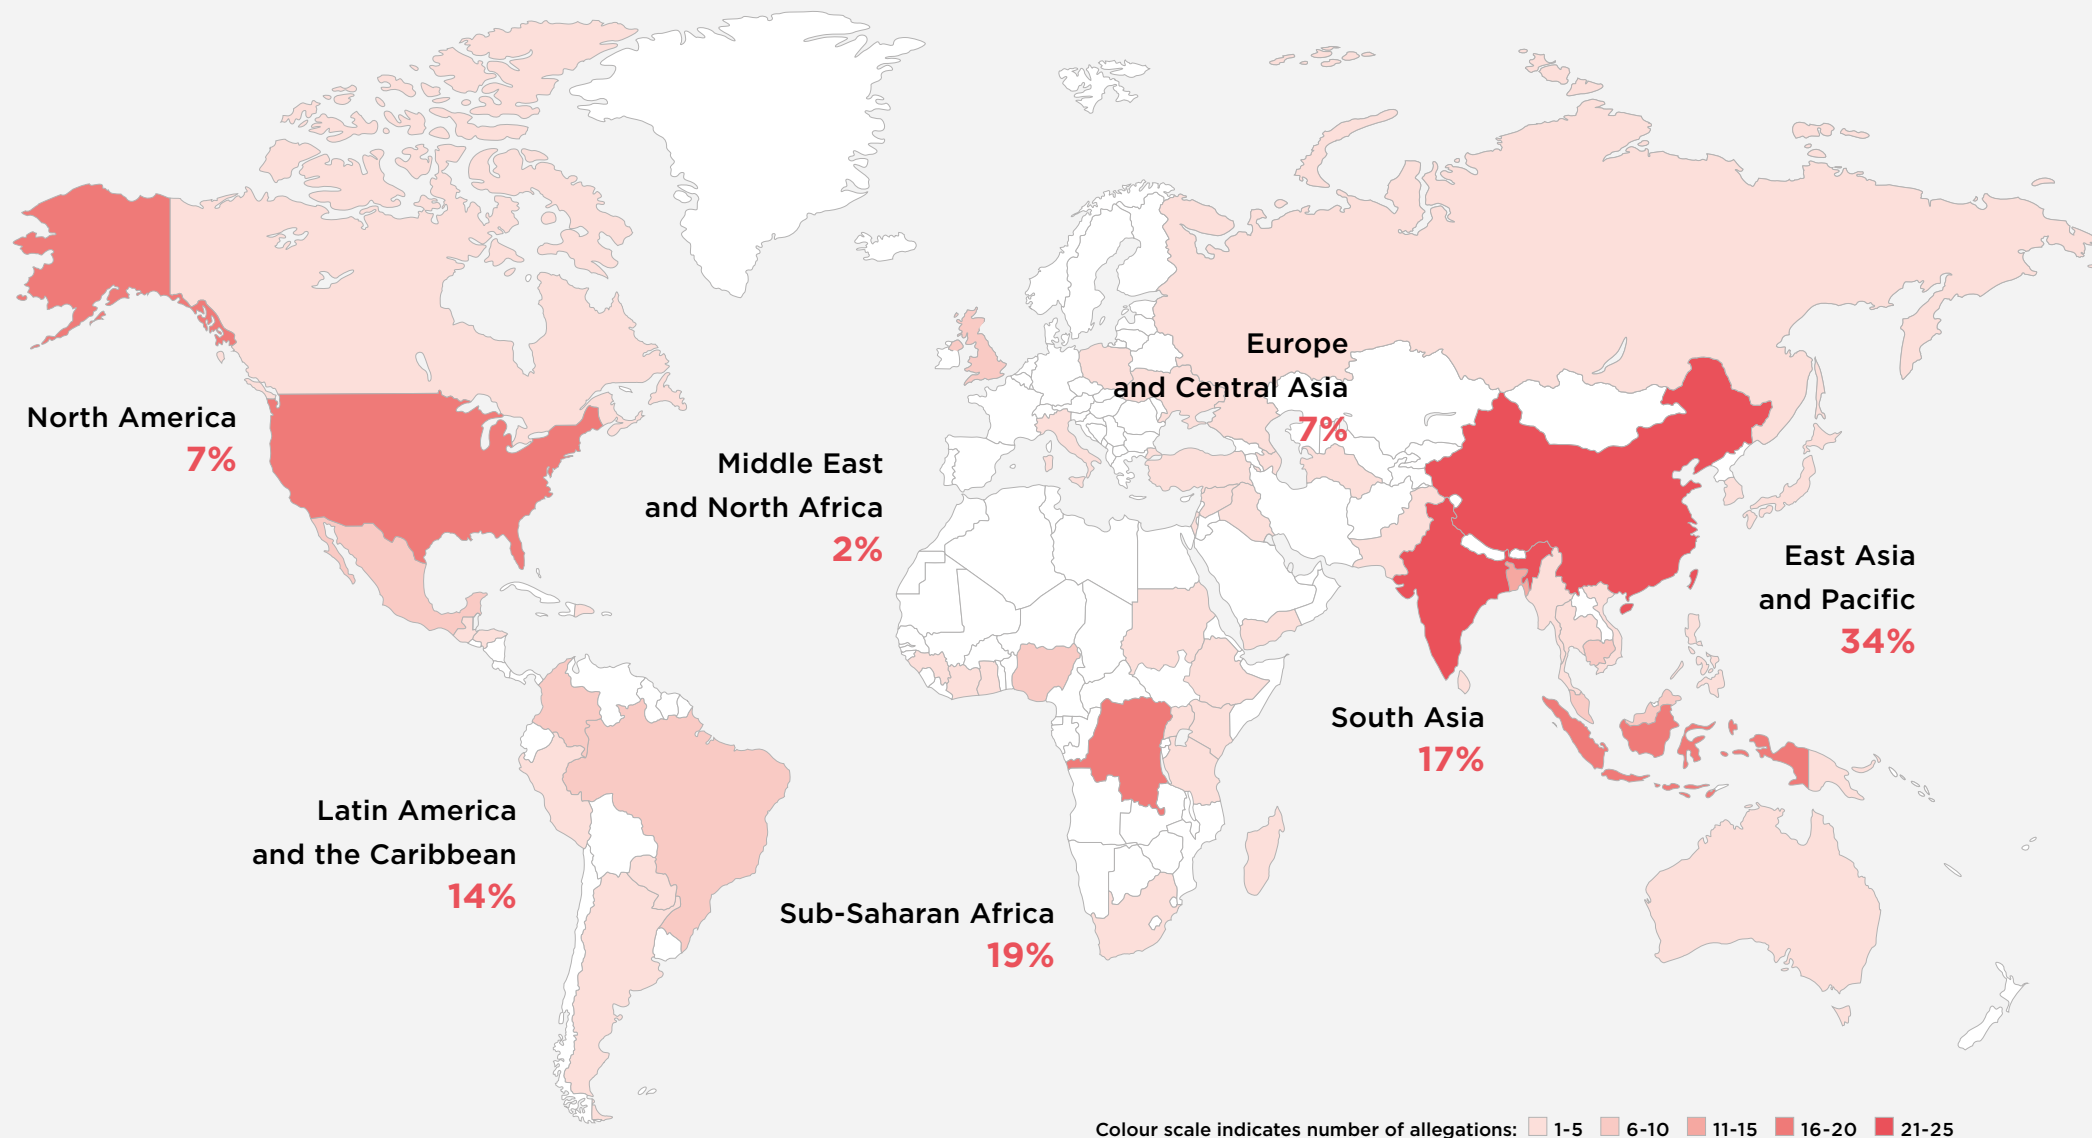 Europe
and Central Asia
7%
North America
7%
Middle East
and North Africa
2%
East Asia
and Pacific
34%
South Asia
17%
Latin America
and the Caribbean
14%
Sub-Saharan Africa
19%
Colour scale indicates number of allegations: 1-5 6-10 11-15 16-20 21-25